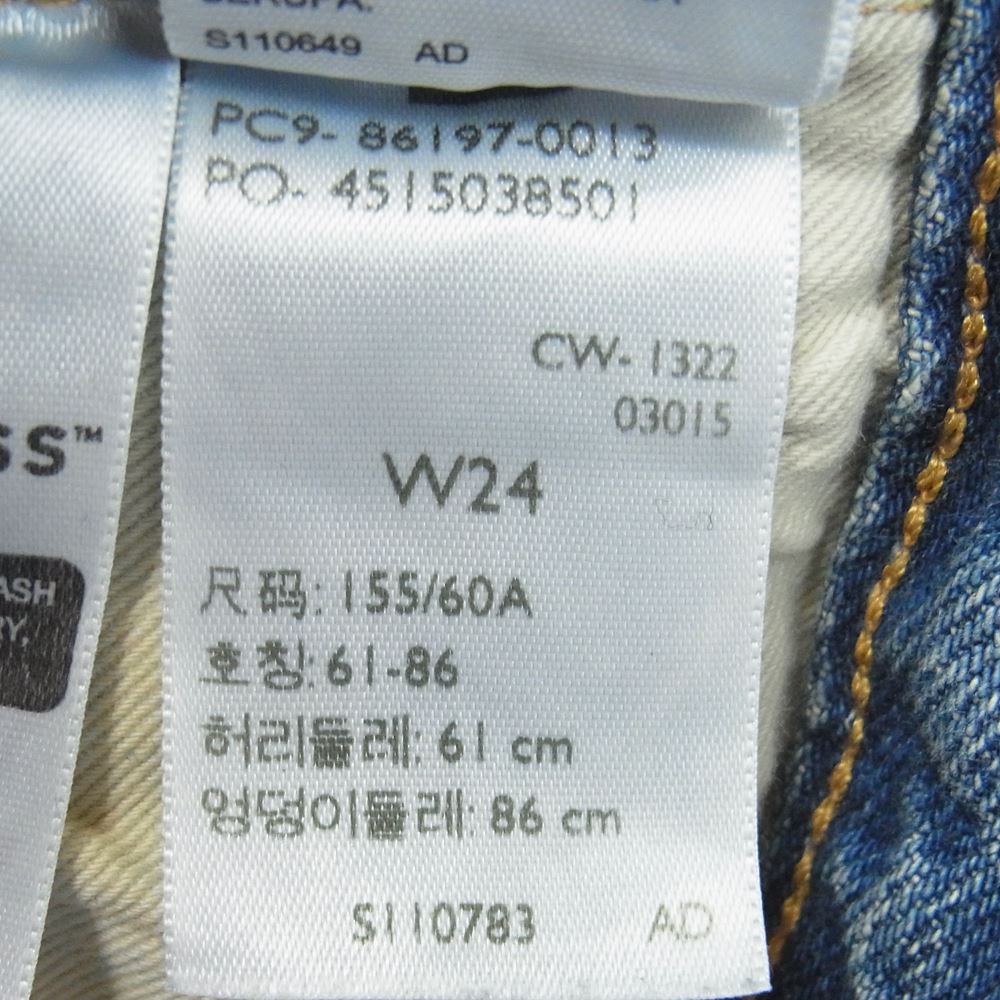 S110649 AD
PC9- 86197-0013
PO- 4515038501
CW- 1322
03015
W24
尺码: 155/60A
호칭: 61-86
허리둘레: 61 cm
엉덩이둘레: 86 cm
S110783 AD
SS™
ASH
RY,